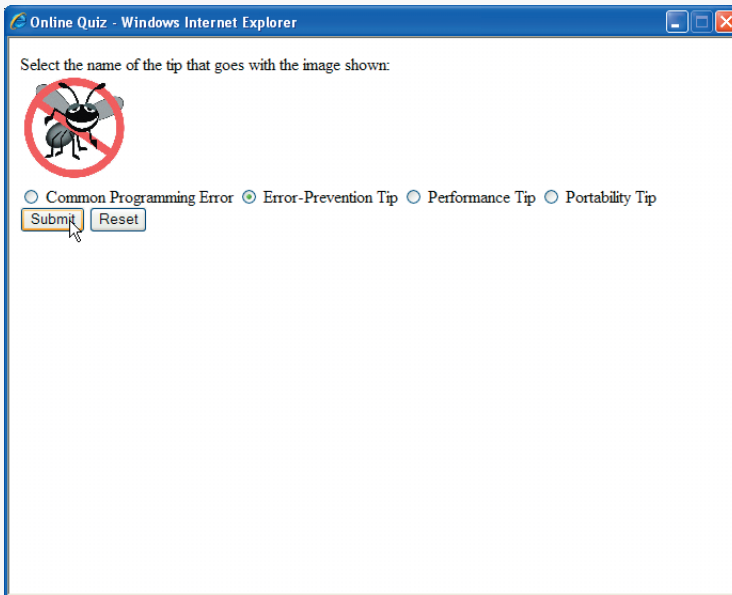 Online Quiz - Windows Internet Explorer
Select the name of the tip that goes with the image shown:
Common Programming Error Error-Prevention Tip Performance Tip Portability Tip
Submit Reset